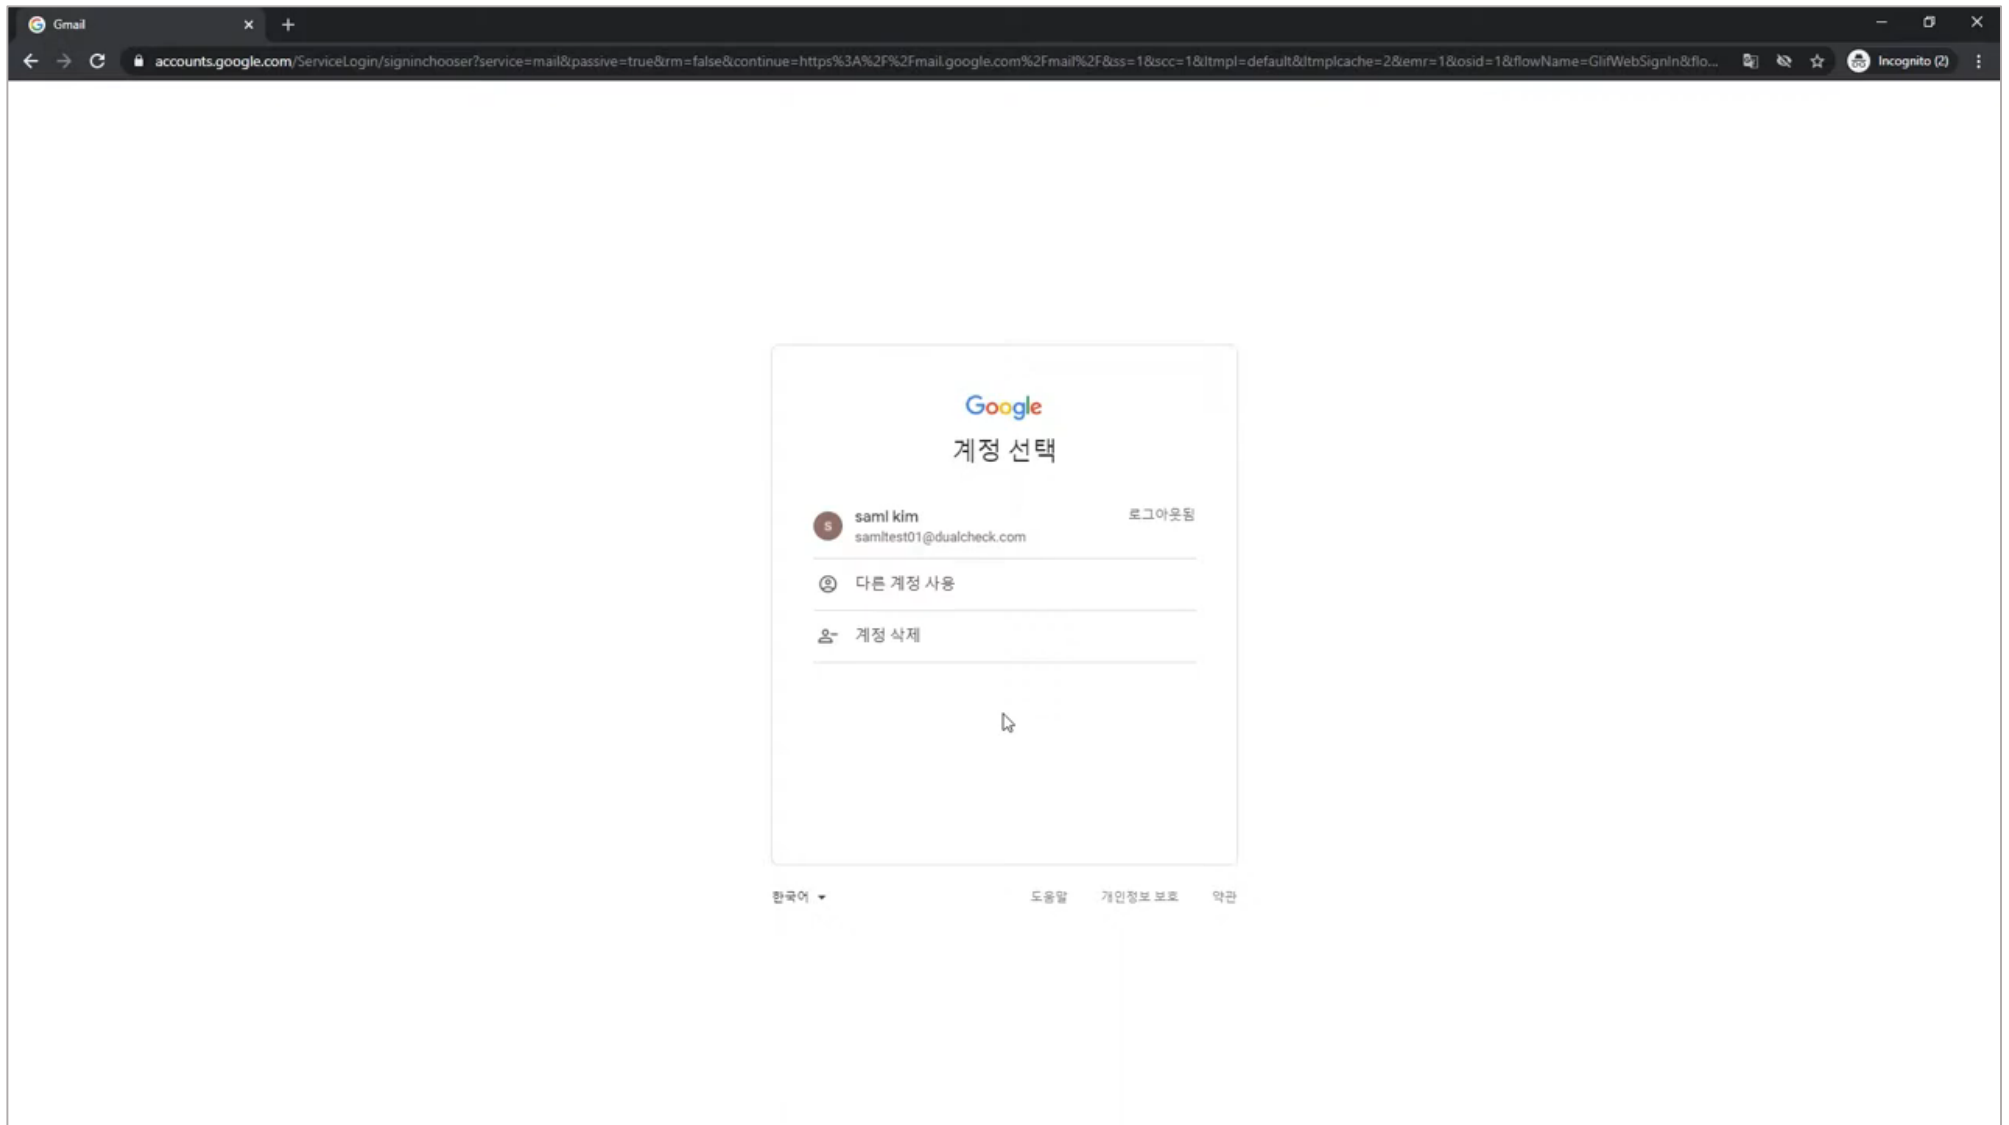 Gmail
accounts.google.com/ServiceLogin/signinchooser?service=mail&passive=true&rm=false&continue=https%3A%2F%2Fmail.google.com%2Fmail%2F&ss=1&scc=1&ltmpl=default&ltmplcache=2&emr=1&osid=1&flowName=GlifWebSignIn&flo...
Incognito (2)
Google
계정 선택
S
saml kim
로그아웃됨
samltest01@dualcheck.com
다른 계정 사용
계정 삭제
한국어
도움말 개인정보 보호 약관